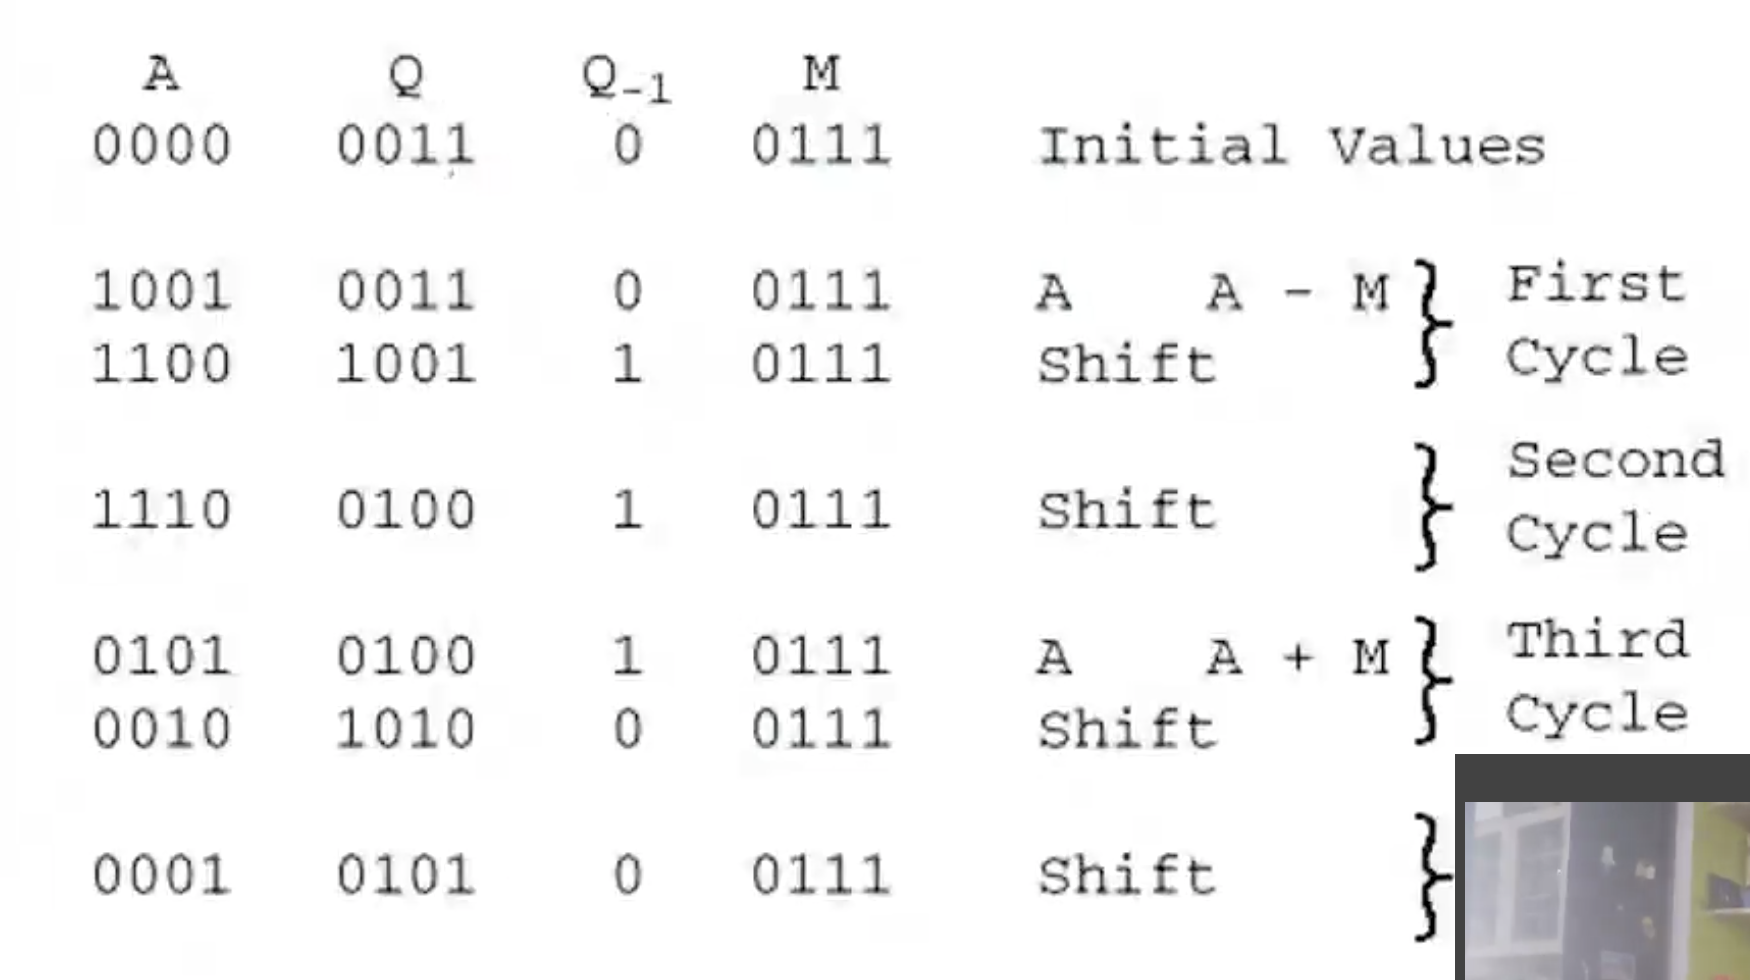 A Q Q₋₁ M
0000 0011 0 0111 Initial Values
1001 0011 0 0111 A A - M } First
1100 1001 1 0111 Shift Cycle
Second
1110 0100 1 0111 Shift }
Cycle
0101 0100 1 0111 A A + M } Third
0010 1010 0 0111 Shift Cycle
0001 0101 0 0111 Shift }